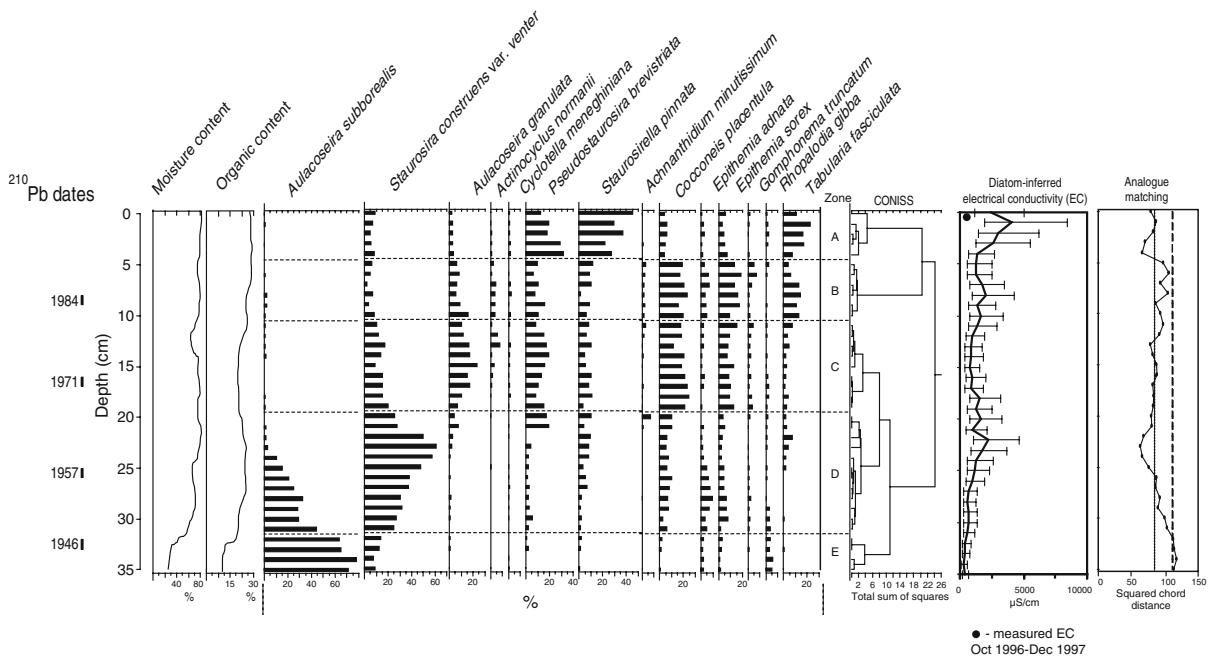 Moisture content
Organic content
Aulacoseira subborealis
Staurosira construens var. venter
Aulacoseira granulata
Actinocyclus normanii
Cyclotella meneghiniana
Pseudostaurosira brevistriata
Staurosirella pinnata
Achnanthidium minutissimum
Cocconeis placentula
Epithemia adnata
Epithemia sorex
Gomphonema truncatum
Rhopalodia gibba
Tabularia fasciculata
210
Pb dates
Zone
CONISS
Diatom-inferred
electrical conductivity (EC)
Analogue
matching
Depth (cm)
0
5
10
15
20
25
30
35
1984
1971
1957
1946
A
B
C
D
E
40 80
%
15 30
%
20 40 60
20 40 60
20
20 40
20 40
20
20
20
%
2 6 10 14 18 22 26
Total sum of squares
0 5000 10000
µS/cm
0 50 100 150
Squared chord
distance
- measured EC
Oct 1996-Dec 1997